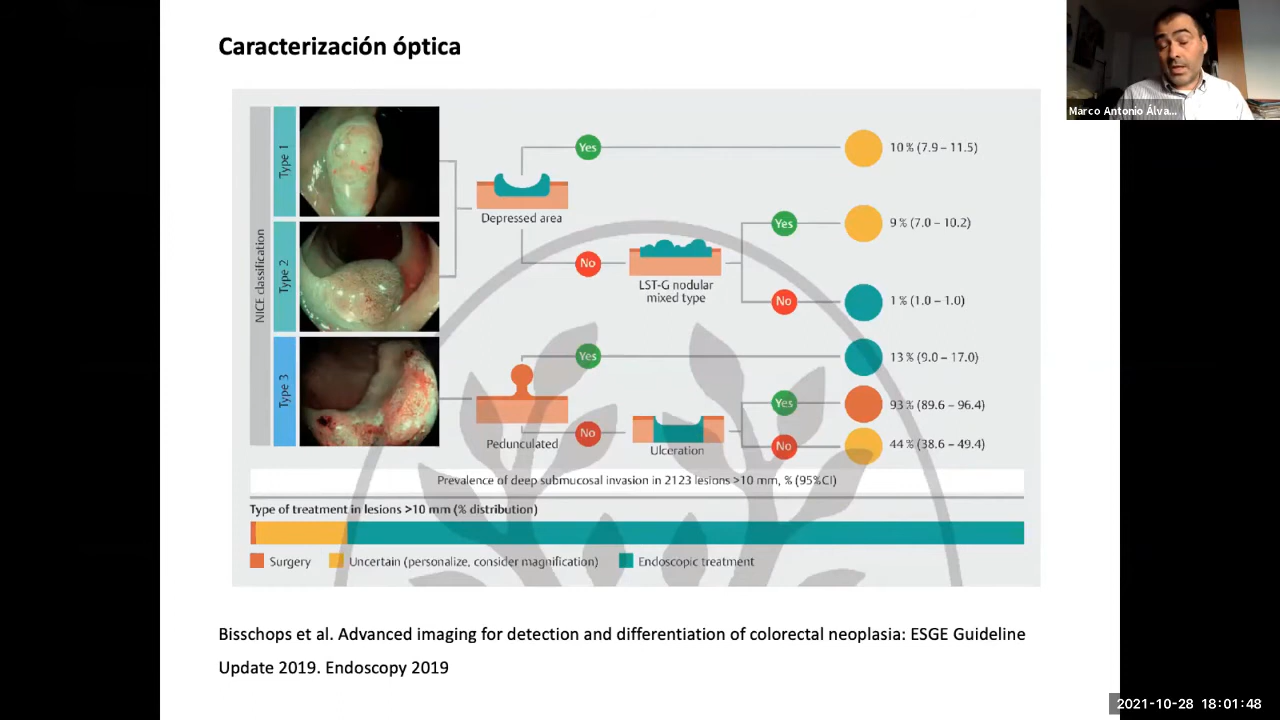 Caracterización óptica
Marco Antonio Álva...
NICE classification
Type 1
Type 2
Type 3
Depressed area
Yes
10 % (7.9 – 11.5)
No
LST-G nodular
mixed type
Yes
9 % (7.0 – 10.2)
No
1 % (1.0 – 1.0)
Pedunculated
Yes
13 % (9.0 – 17.0)
No
Ulceration
Yes
93 % (89.6 – 96.4)
No
44 % (38.6 – 49.4)
Prevalence of deep submucosal invasion in 2123 lesions >10 mm, % (95%CI)
Type of treatment in lesions >10 mm (% distribution)
Surgery
Uncertain (personalize, consider magnification)
Endoscopic treatment
Bisschops et al. Advanced imaging for detection and differentiation of colorectal neoplasia: ESGE Guideline
Update 2019. Endoscopy 2019
2021-10-28 18:01:48